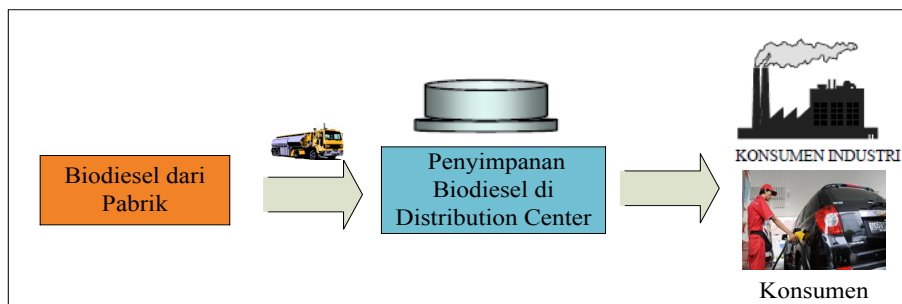 Biodiesel dari
Pabrik
Penyimpanan
Biodiesel di
Distribution Center
KONSUMEN INDUSTRI
Konsumen